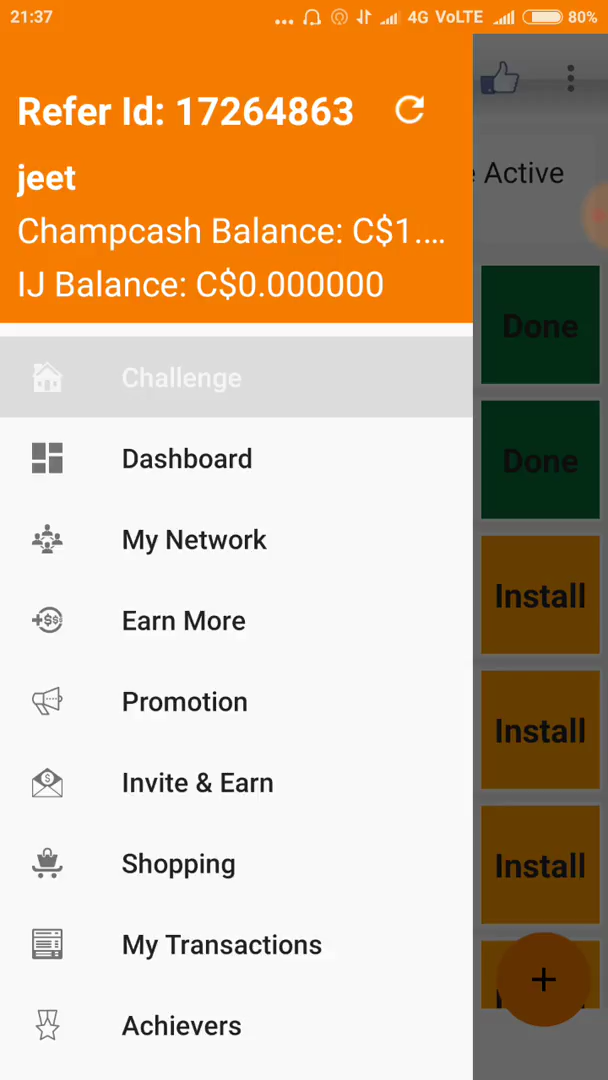 21:37
... 4G VoLTE 80%
Refer Id: 17264863
jeet
Champcash Balance: C$1....
IJ Balance: C$0.000000
Active
Challenge
Done
Dashboard
Done
My Network
Install
Earn More
Promotion
Install
Invite & Earn
Shopping
Install
My Transactions
+
Achievers